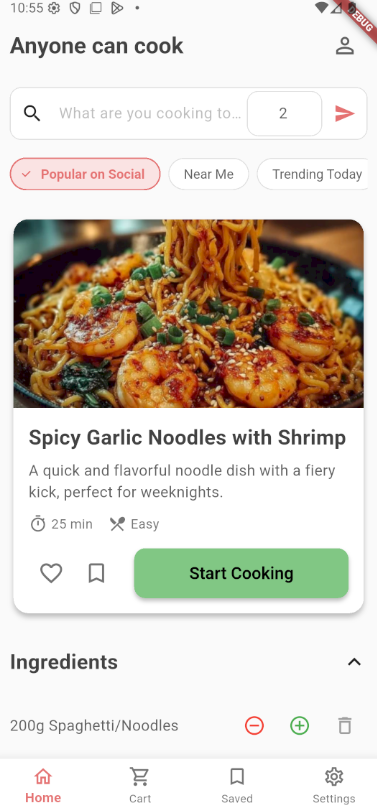 10:55
DEBUG
Anyone can cook
What are you cooking to...
2
Popular on Social
Near Me
Trending Today
Spicy Garlic Noodles with Shrimp
A quick and flavorful noodle dish with a fiery
kick, perfect for weeknights.
25 min
Easy
Start Cooking
Ingredients
200g Spaghetti/Noodles
Home
Cart
Saved
Settings